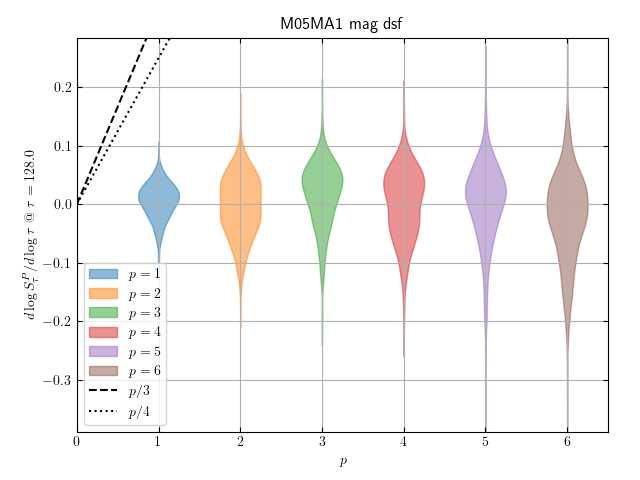 M05MA1 mag dsf
d log S_τ^P / d log τ @ τ = 128.0
0.2
0.1
0.0
−0.1
−0.2
−0.3
p = 1
p = 2
p = 3
p = 4
p = 5
p = 6
p/3
p/4
0 1 2 3 4 5 6
p